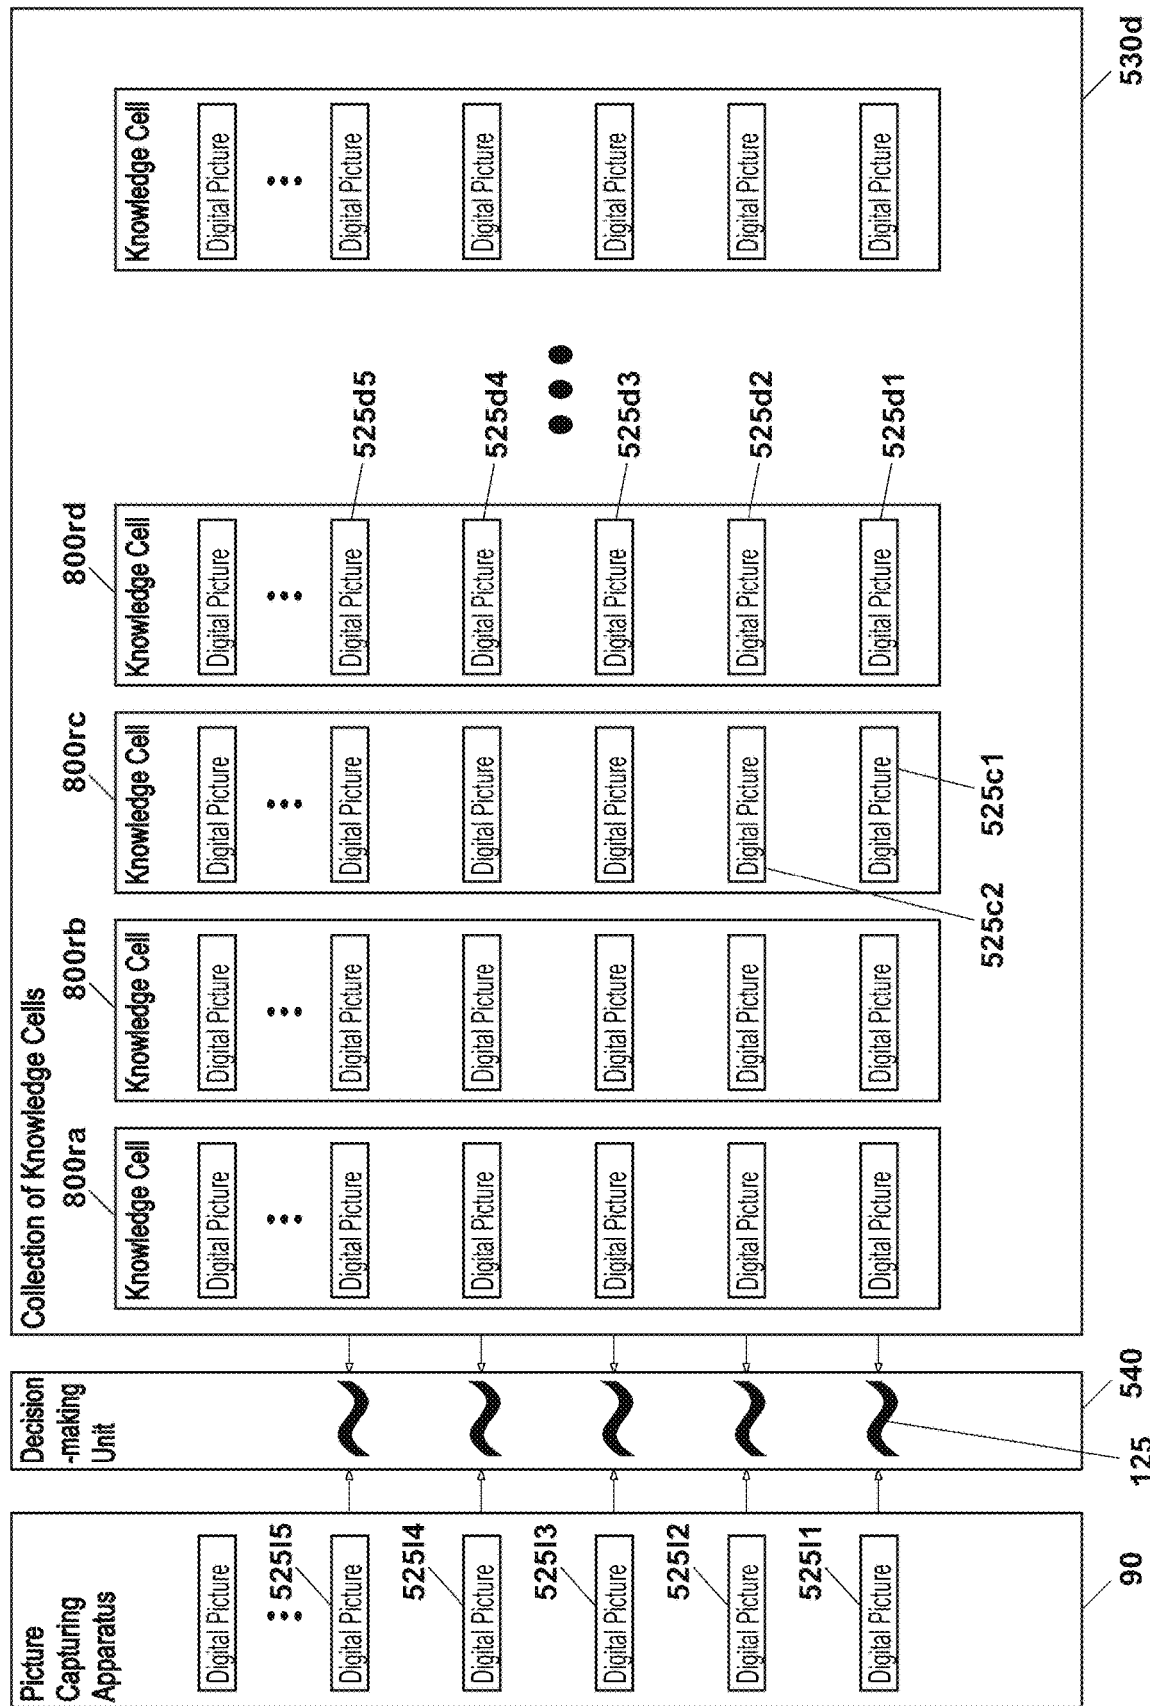 Picture
Capturing
Apparatus
Digital Picture
525l5
Digital Picture
525l4
Digital Picture
525l3
Digital Picture
525l2
Digital Picture
525l1
Digital Picture
90
Decision
-making
Unit
125
540
Collection of Knowledge Cells
800ra
Knowledge Cell
Digital Picture
Digital Picture
Digital Picture
Digital Picture
Digital Picture
Digital Picture
800rb
Knowledge Cell
Digital Picture
Digital Picture
Digital Picture
Digital Picture
Digital Picture
Digital Picture
800rc
Knowledge Cell
Digital Picture
Digital Picture
Digital Picture
Digital Picture
Digital Picture
525c2
Digital Picture
525c1
800rd
Knowledge Cell
Digital Picture
Digital Picture
525d5
Digital Picture
525d4
Digital Picture
525d3
Digital Picture
525d2
Digital Picture
525d1
Knowledge Cell
Digital Picture
Digital Picture
Digital Picture
Digital Picture
Digital Picture
Digital Picture
530d